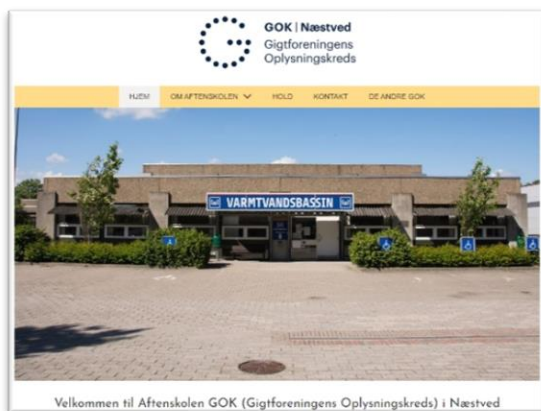 GOK | Næstved
Gigtforeningens
Oplysningskreds
HJEM OM AFTENSKOLEN HOLD KONTAKT DE ANDRE GOK
VARMTVANDSBASSIN
Velkommen til Aftenskolen GOK (Gigtforeningens Oplysningskreds) i Næstved